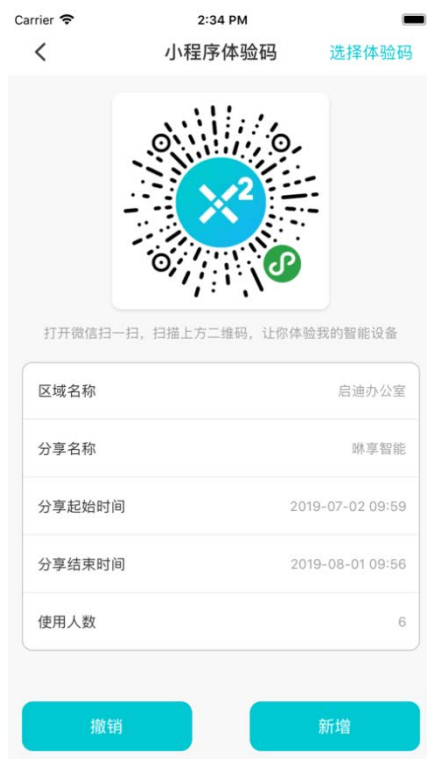 Carrier 2:34 PM
小程序体验码 选择体验码
X2
打开微信扫一扫，扫描上方二维码，让你体验我的智能设备
区域名称 启迪办公室
分享名称 咻享智能
分享起始时间 2019-07-02 09:59
分享结束时间 2019-08-01 09:56
使用人数 6
撤销 新增